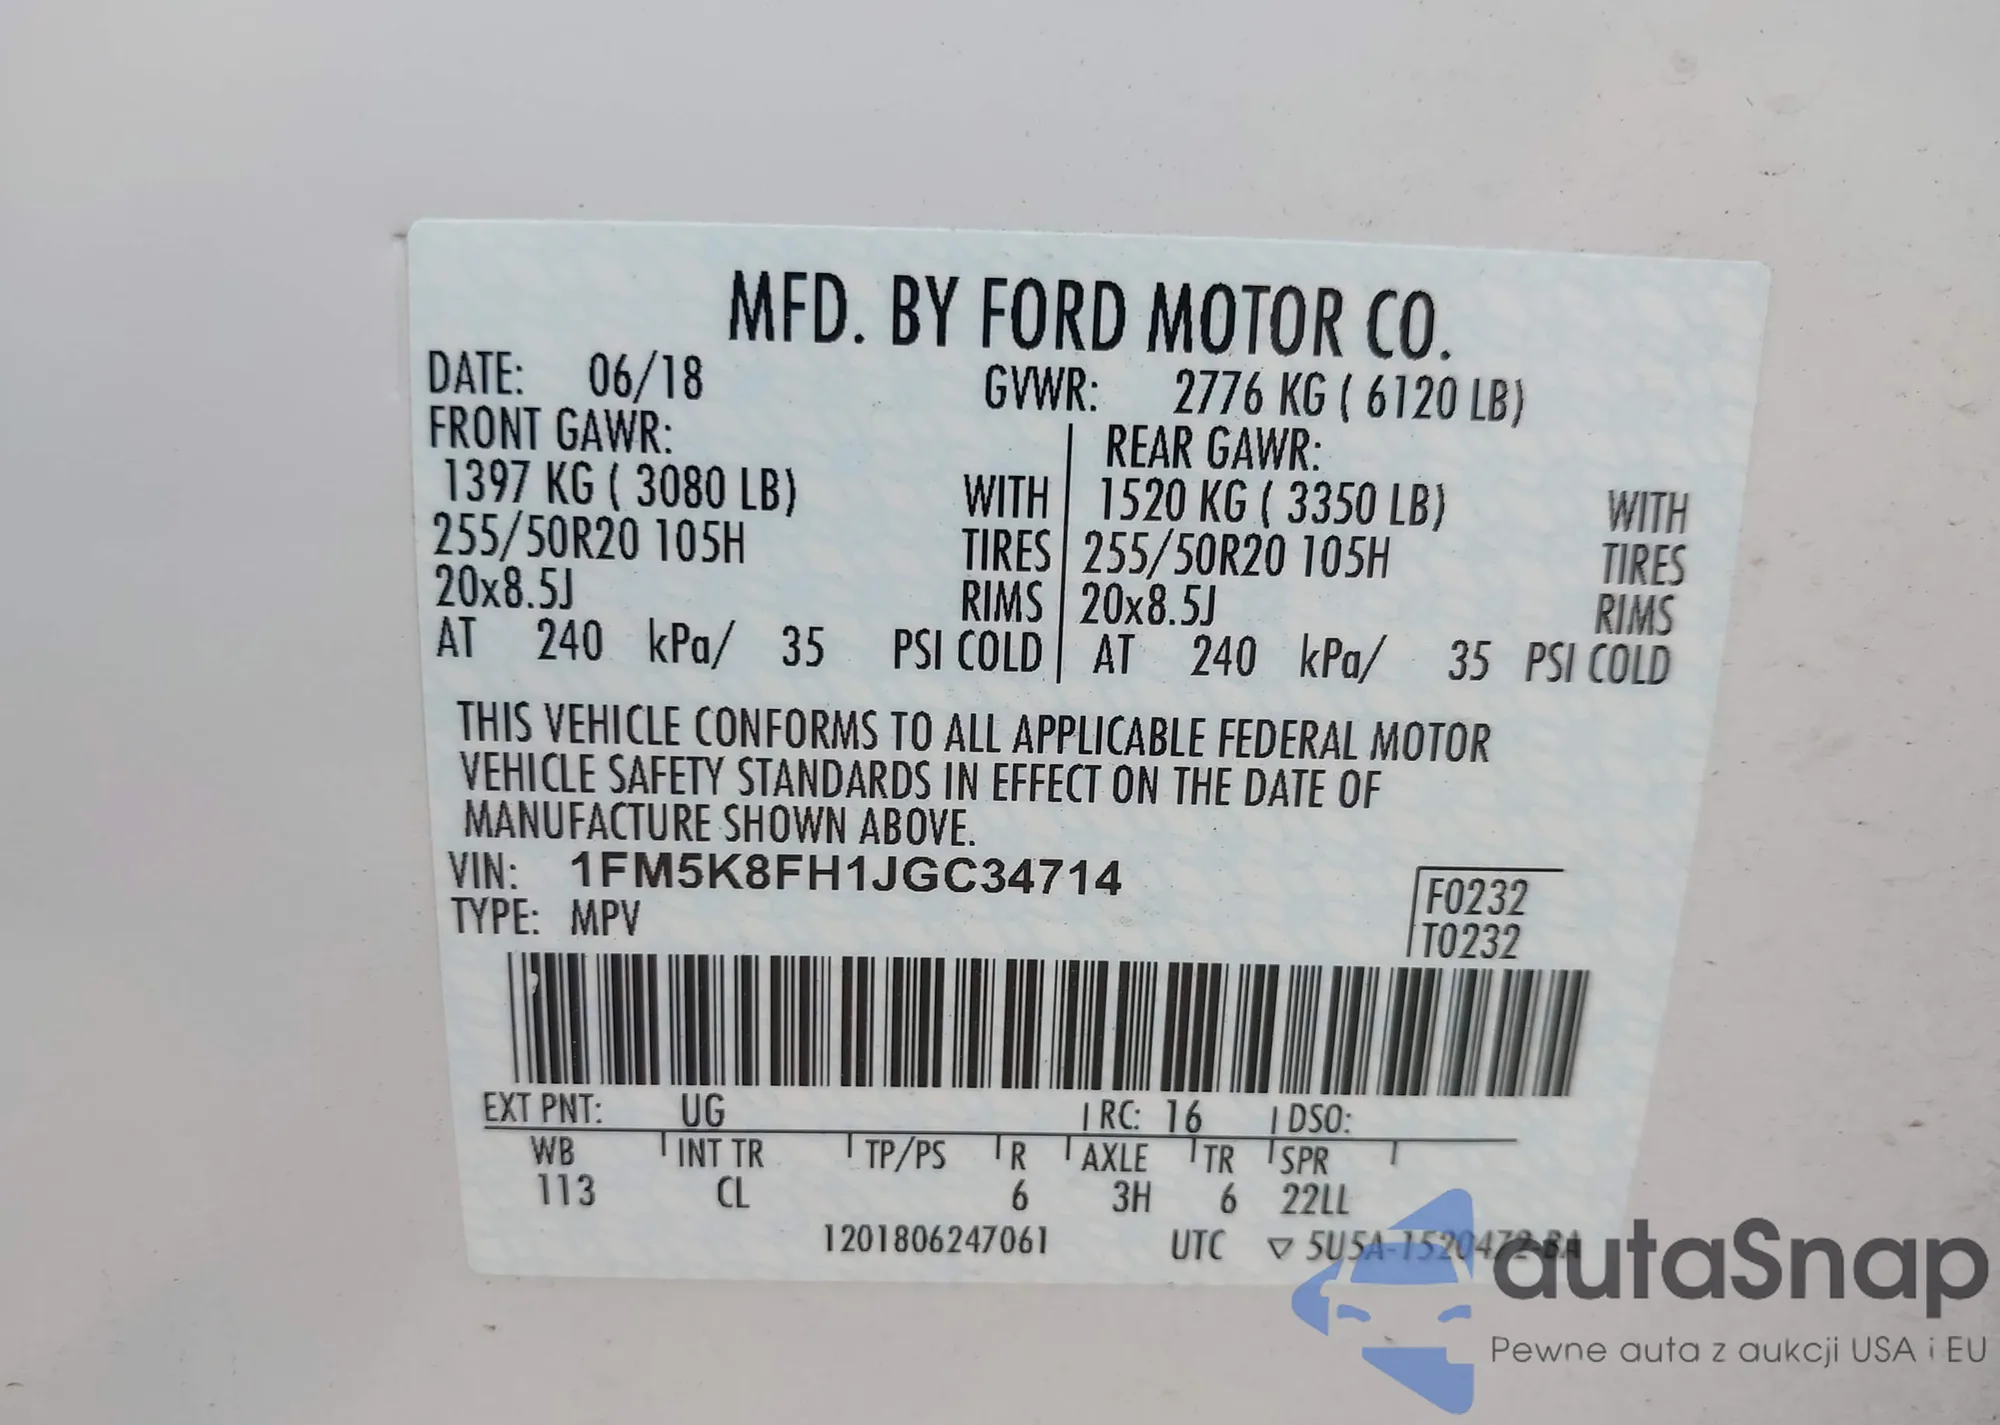 MFD. BY FORD MOTOR CO.
DATE: 06/18 GVWR: 2776 KG ( 6120 LB)
FRONT GAWR: REAR GAWR:
1397 KG ( 3080 LB) WITH 1520 KG ( 3350 LB) WITH
255/50R20 105H TIRES 255/50R20 105H TIRES
20x8.5J RIMS 20x8.5J RIMS
AT 240 kPa/ 35 PSI COLD AT 240 kPa/ 35 PSI COLD
THIS VEHICLE CONFORMS TO ALL APPLICABLE FEDERAL MOTOR
VEHICLE SAFETY STANDARDS IN EFFECT ON THE DATE OF
MANUFACTURE SHOWN ABOVE.
VIN: 1FM5K8FH1JGC34714
TYPE: MPV
F0232
T0232
EXT PNT: UG RC: 16 DSO:
WB INT TR TP/PS R AXLE TR SPR
113 CL 6 3H 6 22LL
1201806247061 UTC ▽ 5U5A-1520472-BA
autaSnap
Pewne auta z aukcji USA i EU